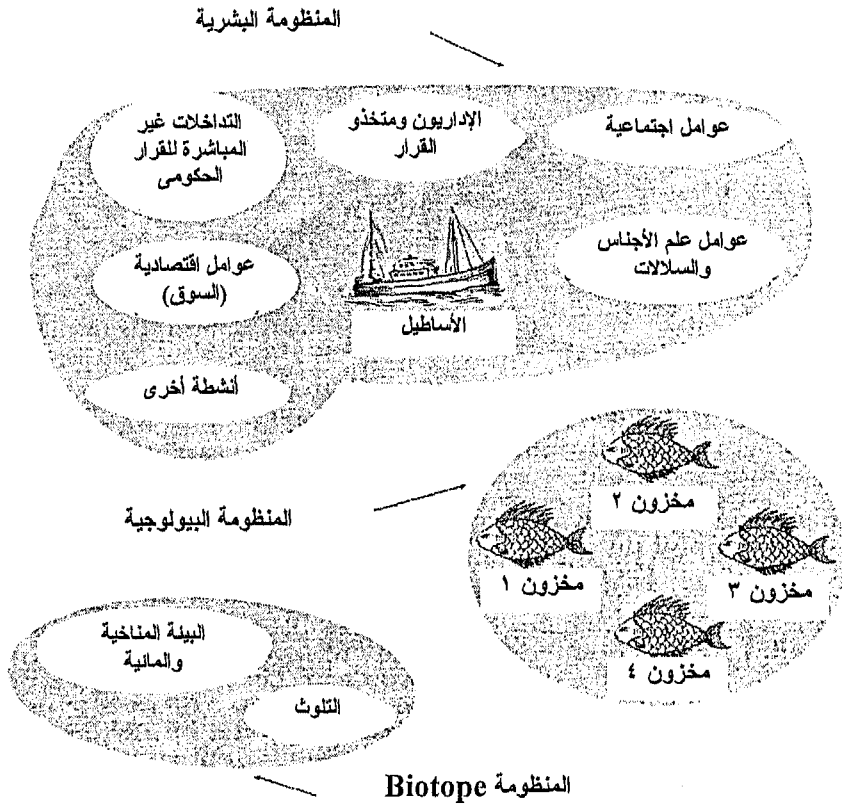 المنظومة البشرية
عوامل اجتماعية
الإداريون ومتخذو
القرار
التداخلات غير
المباشرة للقرار
الحكومى
عوامل علم الأجناس
والسلالات
عوامل اقتصادية
(السوق)
الأساطيل
أنشطة أخرى
المنظومة البيولوجية
مخزون ٢
مخزون ١
مخزون ٣
مخزون ٤
البيئة المناخية
والمائية
التلوث
المنظومة Biotope